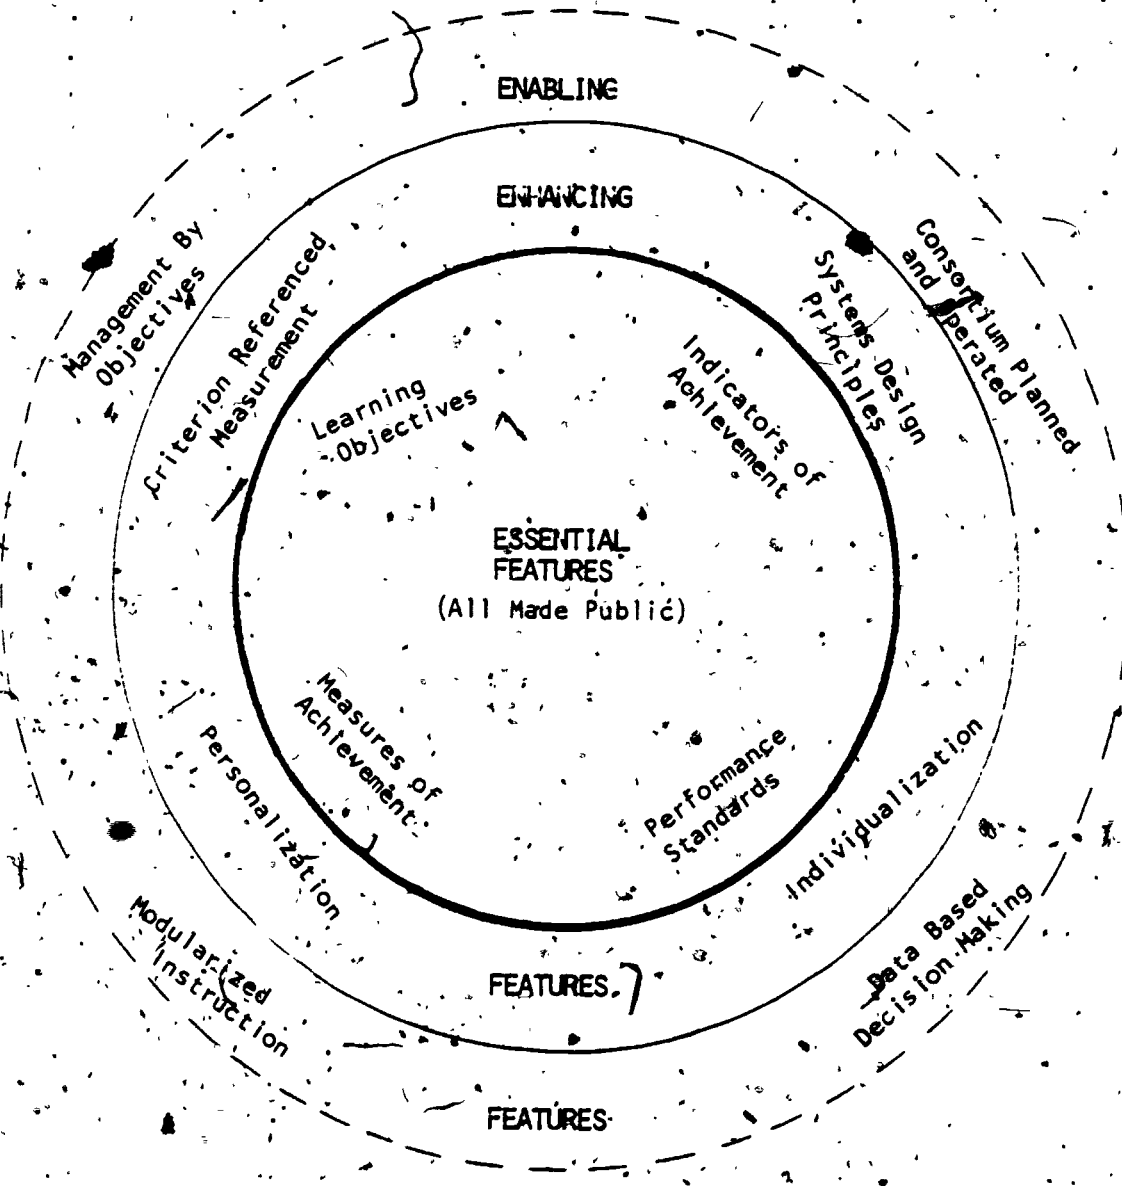 ENABLING
ENHANCING
Management By
Objectives
Criterion Referenced
Measurement
Systems Design
Principles
Consortium Planned
and Operated
Learning
Objectives
Indicators of
Achievement
ESSENTIAL
FEATURES
(All Made Public)
Measures of
Achievement
Performance
Standards
Personalization
Individualization
Modularized
Instruction
Data Based
Decision Making
FEATURES
FEATURES